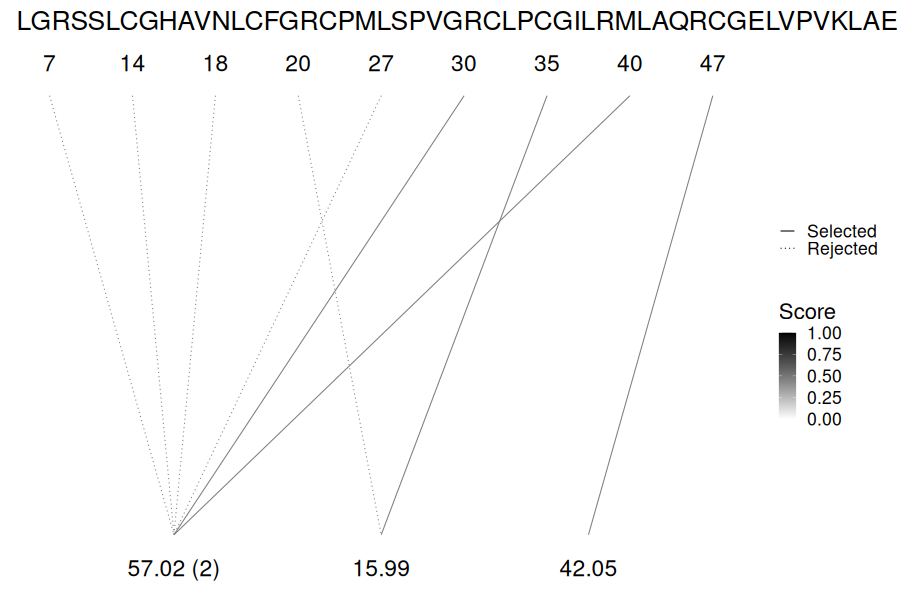 LGRSSLCGHAVNLCFGRCPMLSPVGRCLPCGILRMLAQRCGELVPVKLAE
7 14 18 20 27 30 35 40 47
Selected
Rejected
Score
1.00
0.75
0.50
0.25
0.00
57.02 (2) 15.99 42.05